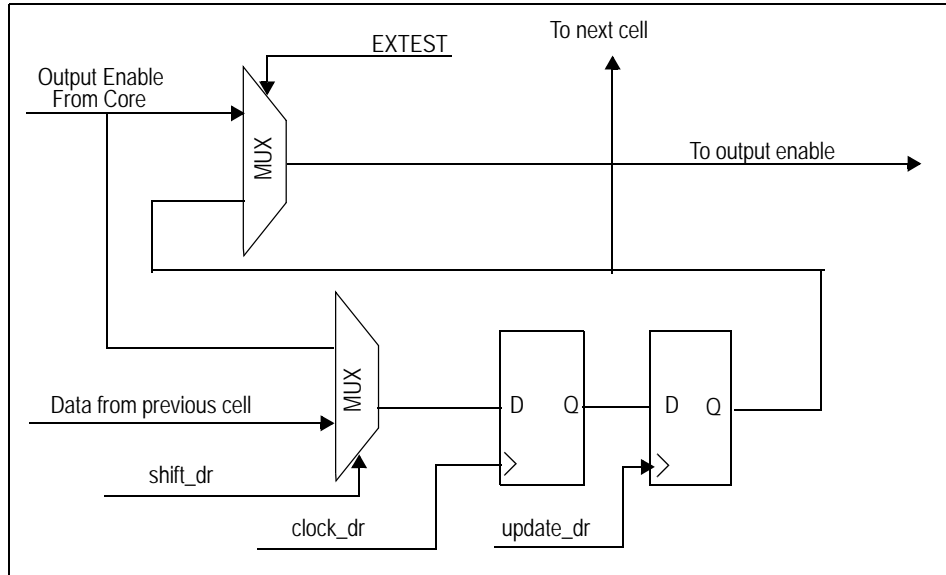 To next cell
EXTEST
Output Enable
From Core
MUX
To output enable
MUX
Data from previous cell
D Q
D Q
shift_dr
clock_dr
update_dr